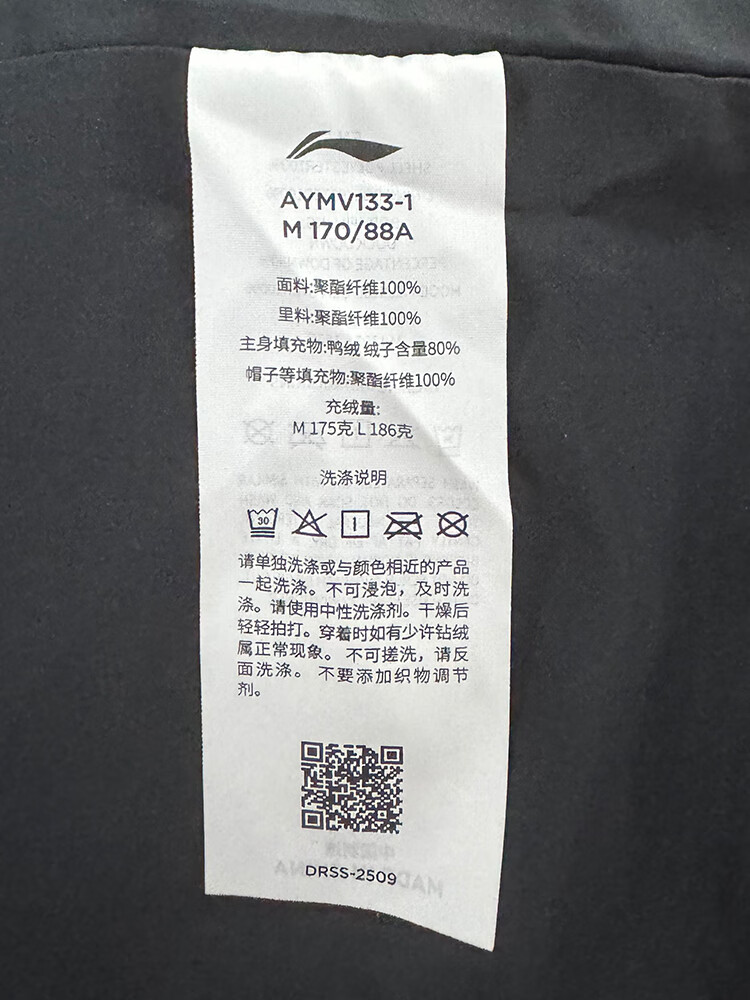 AYMV133-1
M 170/88A
面料:聚酯纤维100%
里料:聚酯纤维100%
主身填充物:鸭绒 绒子含量80%
帽子等填充物:聚酯纤维100%
充绒量:
M 175克 L 186克
洗涤说明
30
请单独洗涤或与颜色相近的产品
一起洗涤。不可浸泡，及时洗
涤。请使用中性洗涤剂。干燥后
轻轻拍打。穿着时如有少许钻绒
属正常现象。 不可搓洗，请反
面洗涤。 不要添加织物调节
剂。
DRSS-2509